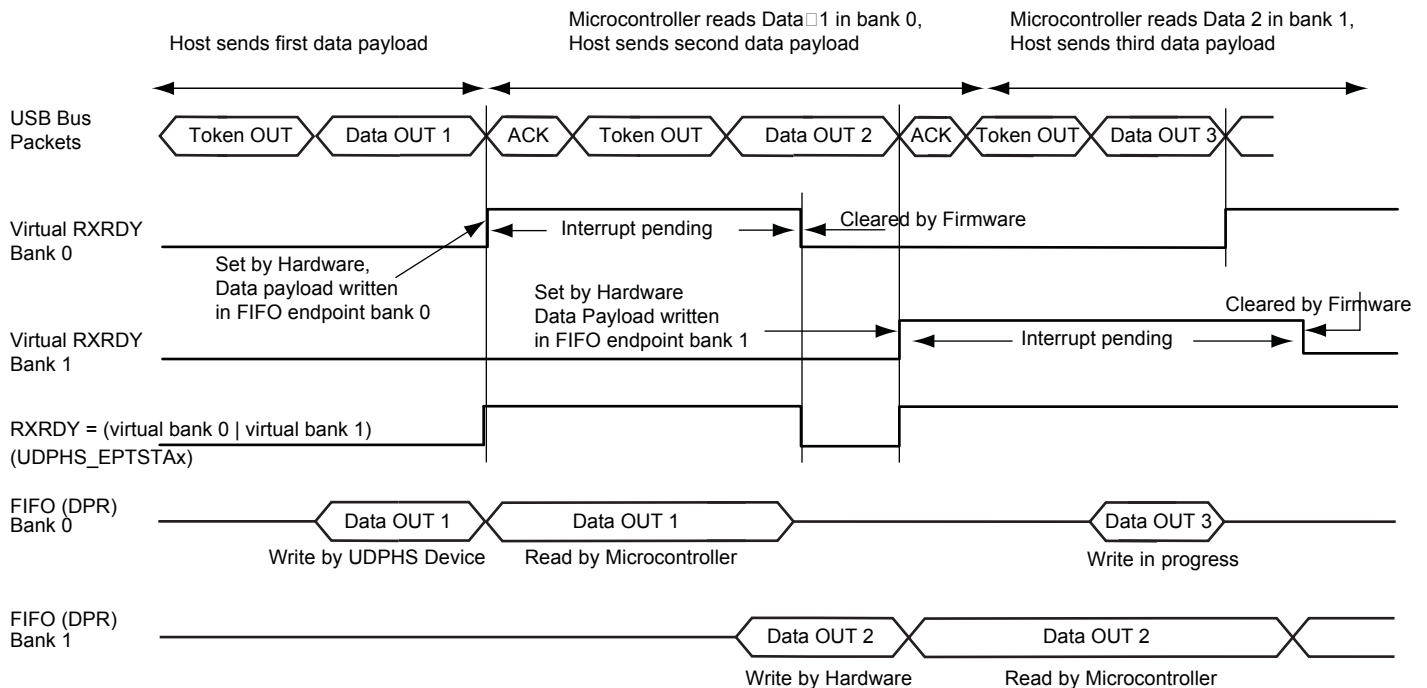 Host sends first data payload
Microcontroller reads Data□1 in bank 0,
Host sends second data payload
Microcontroller reads Data 2 in bank 1,
Host sends third data payload
USB Bus
Packets
Token OUT
Data OUT 1
ACK
Token OUT
Data OUT 2
ACK
Token OUT
Data OUT 3
Virtual RXRDY
Bank 0
Interrupt pending
Cleared by Firmware
Set by Hardware,
Data payload written
in FIFO endpoint bank 0
Set by Hardware
Data Payload written
in FIFO endpoint bank 1
Cleared by Firmware
Virtual RXRDY
Bank 1
Interrupt pending
RXRDY = (virtual bank 0 | virtual bank 1)
(UDPHS_EPTSTAx)
FIFO (DPR)
Bank 0
Data OUT 1
Data OUT 1
Data OUT 3
Write by UDPHS Device
Read by Microcontroller
Write in progress
FIFO (DPR)
Bank 1
Data OUT 2
Data OUT 2
Write by Hardware
Read by Microcontroller